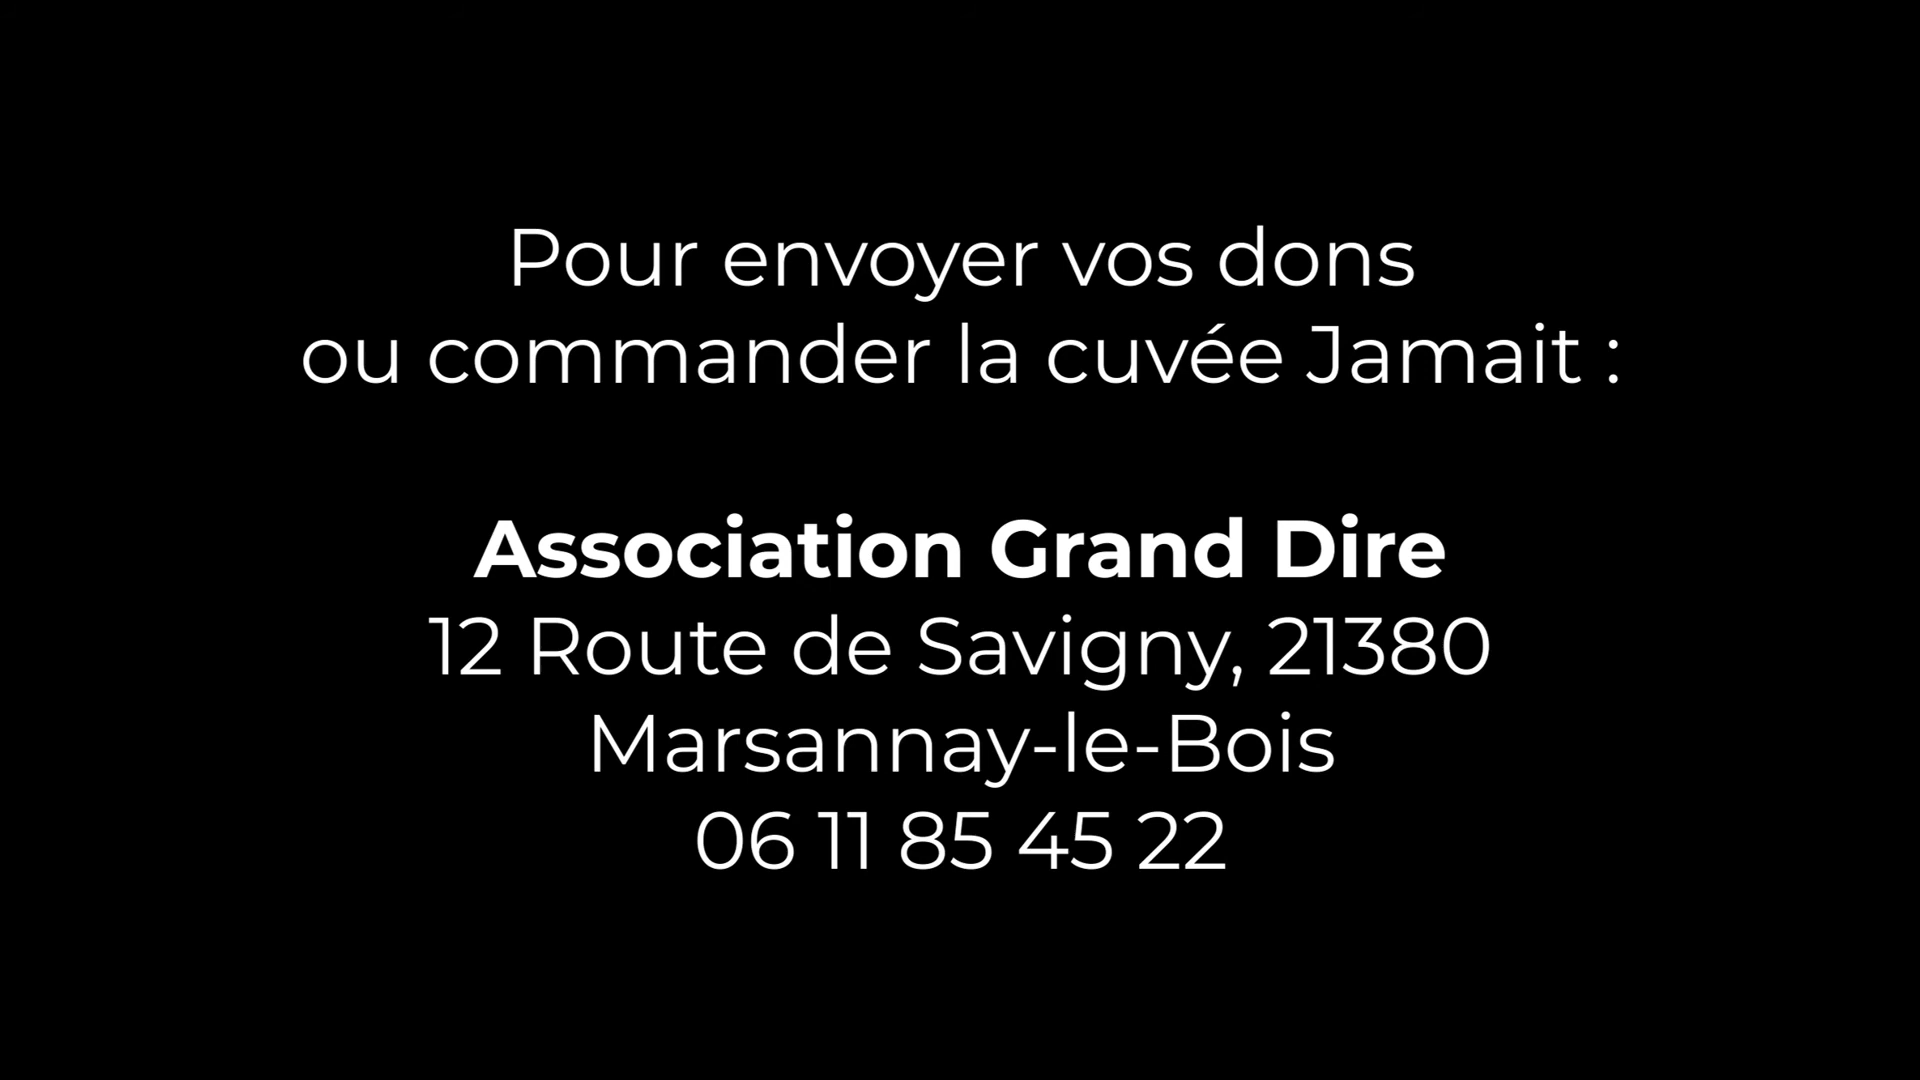 Pour envoyer vos dons
ou commander la cuvée Jamait :
Association Grand Dire
12 Route de Savigny, 21380
Marsannay-le-Bois
06 11 85 45 22